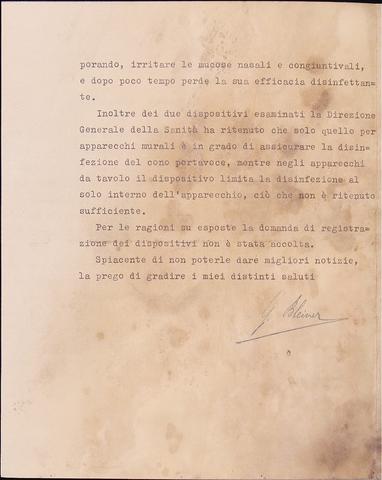 porando, irritare le mucose nasali e congiuntivali,
e dopo poco tempo perde la sua efficacia disinfettan=
te.
Inoltre dei due dispositivi esaminati la Direzione
Generale della Sanità ha ritenuto che solo quello per
apparecchi murali è in grado di assicurare la disin=
fezione del cono portavoce, mentre negli apparecchi
da tavolo il dispositivo limita la disinfezione al
solo interno dell'apparecchio, ciò che non è ritenuto
sufficiente.
Per le ragioni su esposte la domanda di registra=
zione dei dispositivi non è stata accolta.
Spiacente di non poterle dare migliori notizie,
la prego di gradire i miei distinti saluti